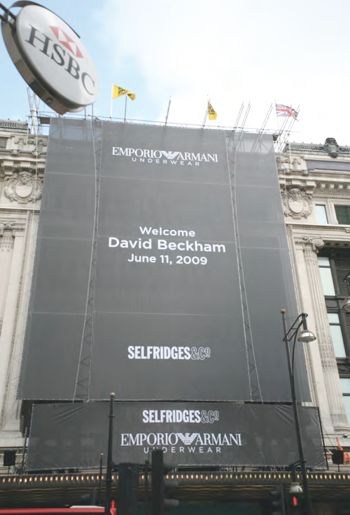 HSBC
EMPORIO ARMANI
UNDERWEAR
Welcome
David Beckham
June 11, 2009
SELFRIDGES&CO
SELFRIDGES&CO
EMPORIO ARMANI
UNDERWEAR